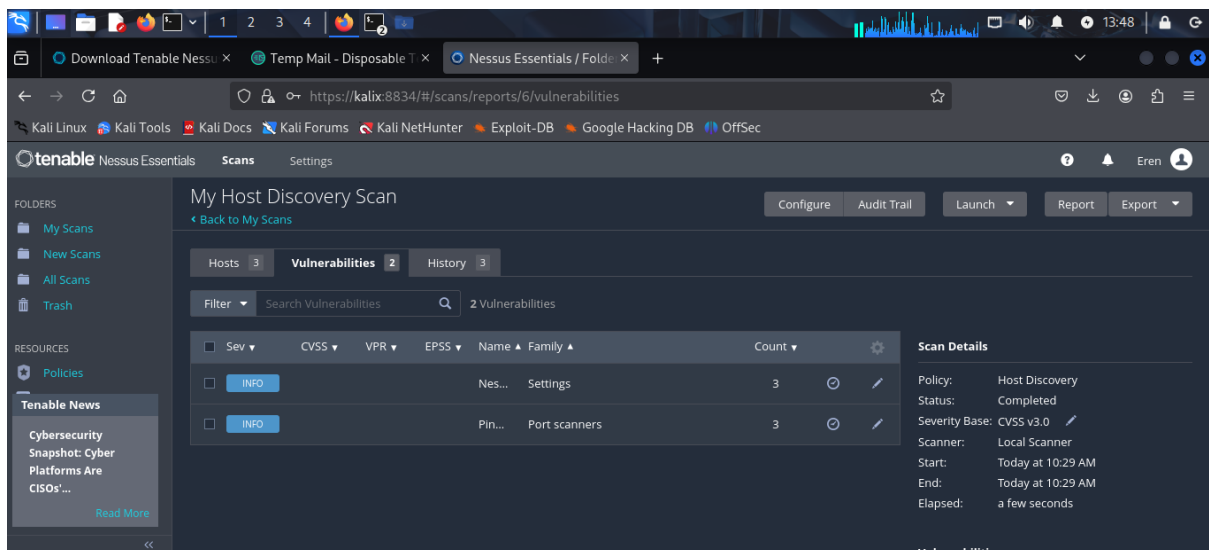 1 2 3 4 13:48
Download Tenable Nessu Temp Mail - Disposable T Nessus Essentials / Folde
https://kalix:8834/#/scans/reports/6/vulnerabilities
Kali Linux Kali Tools Kali Docs Kali Forums Kali NetHunter Exploit-DB Google Hacking DB OffSec
tenable Nessus Essentials Scans Settings Eren
FOLDERS
My Scans
New Scans
All Scans
Trash
RESOURCES
Policies
Tenable News
Cybersecurity
Snapshot: Cyber
Platforms Are
CISOs'...
Read More
My Host Discovery Scan
Back to My Scans
Configure Audit Trail Launch Report Export
Hosts 3 Vulnerabilities 2 History 3
Filter Search Vulnerabilities 2 Vulnerabilities
Sev CVSS VPR EPSS Name Family Count
INFO Nes... Settings 3
INFO Pin... Port scanners 3
Scan Details
Policy: Host Discovery
Status: Completed
Severity Base: CVSS v3.0
Scanner: Local Scanner
Start: Today at 10:29 AM
End: Today at 10:29 AM
Elapsed: a few seconds